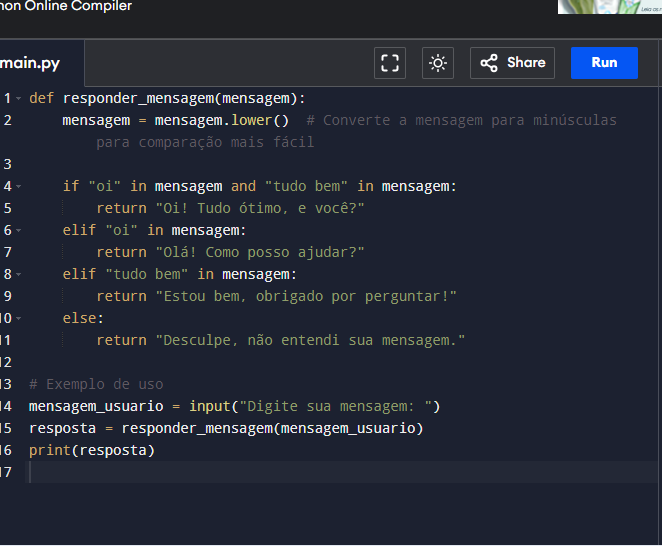 hon Online Compiler
Leia as r
main.py
Share
Run
1 def responder_mensagem(mensagem):
2 mensagem = mensagem.lower()  # Converte a mensagem para minúsculas
para comparação mais fácil
3
4 if "oi" in mensagem and "tudo bem" in mensagem:
5 return "Oi! Tudo ótimo, e você?"
6 elif "oi" in mensagem:
7 return "Olá! Como posso ajudar?"
8 elif "tudo bem" in mensagem:
9 return "Estou bem, obrigado por perguntar!"
10 else:
11 return "Desculpe, não entendi sua mensagem."
12
13 # Exemplo de uso
14 mensagem_usuario = input("Digite sua mensagem: ")
15 resposta = responder_mensagem(mensagem_usuario)
16 print(resposta)
17